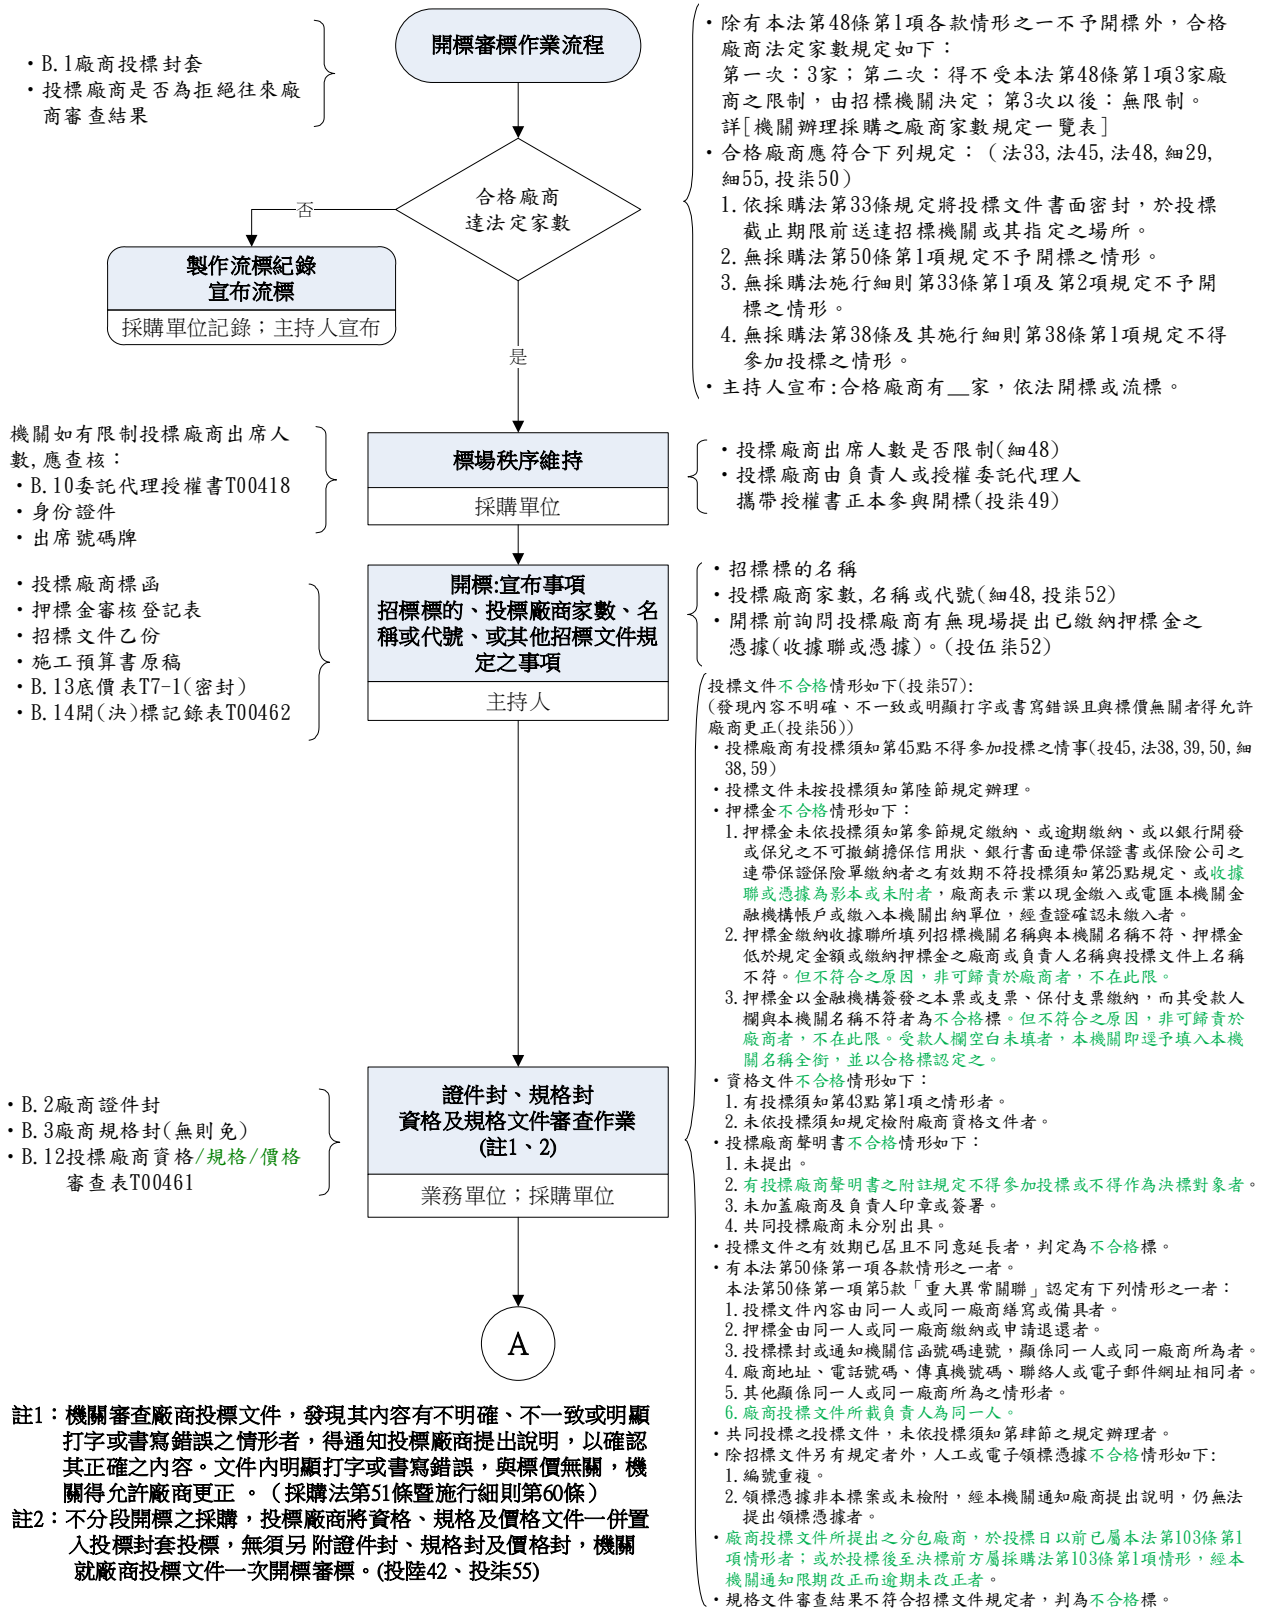 開標審標作業流程
・B.1廠商投標封套
・投標廠商是否為拒絕往來廠
商審查結果
・除有本法第48條第1項各款情形之一不予開標外，合格
廠商法定家數規定如下：
第一次：3家；第二次：得不受本法第48條第1項3家廠
商之限制，由招標機關決定；第3次以後：無限制。
詳[機關辦理採購之廠商家數規定一覽表]
・合格廠商應符合下列規定：（法33,法45,法48,細29,
細55,投柒50）
1.依採購法第33條規定將投標文件書面密封，於投標
截止期限前送達招標機關或其指定之場所。
2.無採購法第50條第1項規定不予開標之情形。
3.無採購法施行細則第33條第1項及第2項規定不予開
標之情形。
4.無採購法第38條及其施行細則第38條第1項規定不得
參加投標之情形。
・主持人宣布:合格廠商有__家，依法開標或流標。
合格廠商
達法定家數
否
製作流標紀錄
宣布流標
採購單位記錄；主持人宣布
是
機關如有限制投標廠商出席人
數,應查核：
・B.10委託代理授權書T00418
・身份證件
・出席號碼牌
標場秩序維持
採購單位
・投標廠商出席人數是否限制(細48)
・投標廠商由負責人或授權委託代理人
攜帶授權書正本參與開標(投柒49)
・投標廠商標函
・押標金審核登記表
・招標文件乙份
・施工預算書原稿
・B.13底價表T7-1(密封)
・B.14開(決)標記錄表T00462
開標:宣布事項
招標標的、投標廠商家數、名
稱或代號、或其他招標文件規
定之事項
主持人
・招標標的名稱
・投標廠商家數,名稱或代號(細48,投柒52)
・開標前詢問投標廠商有無現場提出已繳納押標金之
憑據(收據聯或憑據)。(投伍柒52)
投標文件不合格情形如下(投柒57):
(發現內容不明確、不一致或明顯打字或書寫錯誤且與標價無關者得允許
廠商更正(投柒56))
・投標廠商有投標須知第45點不得參加投標之情事(投45,法38,39,50,細
38,59)
・投標文件未按投標須知第陸節規定辦理。
・押標金不合格情形如下：
1.押標金未依投標須知第參節規定繳納、或逾期繳納、或以銀行開發
或保兌之不可撤銷擔保信用狀、銀行書面連帶保證書或保險公司之
連帶保證保險單繳納者之有效期不符投標須知第25點規定、或收據
聯或憑據為影本或未附者，廠商表示業以現金繳入或電匯本機關金
融機構帳戶或繳入本機關出納單位，經查證確認未繳入者。
2.押標金繳納收據聯所填列招標機關名稱與本機關名稱不符、押標金
低於規定金額或繳納押標金之廠商或負責人名稱與投標文件上名稱
不符。但不符合之原因，非可歸責於廠商者，不在此限。
3.押標金以金融機構簽發之本票或支票、保付支票繳納，而其受款人
欄與本機關名稱不符者為不合格標。但不符合之原因，非可歸責於
廠商者，不在此限。受款人欄空白未填者，本機關即逕予填入本機
關名稱全銜，並以合格標認定之。
・資格文件不合格情形如下：
1.有投標須知第43點第1項之情形者。
2.未依投標須知規定檢附廠商資格文件者。
・投標廠商聲明書不合格情形如下：
1.未提出。
2.有投標廠商聲明書之附註規定不得參加投標或不得作為決標對象者。
3.未加蓋廠商及負責人印章或簽署。
4.共同投標廠商未分別出具。
・投標文件之有效期已屆且不同意延長者，判定為不合格標。
・有本法第50條第一項各款情形之一者。
本法第50條第一項第5款「重大異常關聯」認定有下列情形之一者：
1.投標文件內容由同一人或同一廠商繕寫或備具者。
2.押標金由同一人或同一廠商繳納或申請退還者。
3.投標標封或通知機關信函號碼連號，顯係同一人或同一廠商所為者。
4.廠商地址、電話號碼、傳真機號碼、聯絡人或電子郵件網址相同者。
5.其他顯係同一人或同一廠商所為之情形者。
6.廠商投標文件所載負責人為同一人。
・共同投標之投標文件，未依投標須知第肆節之規定辦理者。
・除招標文件另有規定者外，人工或電子領標憑據不合格情形如下:
1.編號重複。
2.領標憑據非本標案或未檢附，經本機關通知廠商提出說明，仍無法
提出領標憑據者。
・廠商投標文件所提出之分包廠商，於投標日以前已屬本法第103條第1
項情形者；或於投標後至決標前方屬採購法第103條第1項情形，經本
機關通知限期改正而逾期未改正者。
・規格文件審查結果不符合招標文件規定者，判為不合格標。
・B.2廠商證件封
・B.3廠商規格封(無則免)
・B.12投標廠商資格/規格/價格
審查表T00461
證件封、規格封
資格及規格文件審查作業
(註1、2)
業務單位；採購單位
A
註1：機關審查廠商投標文件，發現其內容有不明確、不一致或明顯
打字或書寫錯誤之情形者，得通知投標廠商提出說明，以確認
其正確之內容。文件內明顯打字或書寫錯誤，與標價無關，機
關得允許廠商更正 。（採購法第51條暨施行細則第60條）
註2：不分段開標之採購，投標廠商將資格、規格及價格文件一併置
入投標封套投標，無須另 附證件封、規格封及價格封，機關
就廠商投標文件一次開標審標。(投陸42、投柒55)